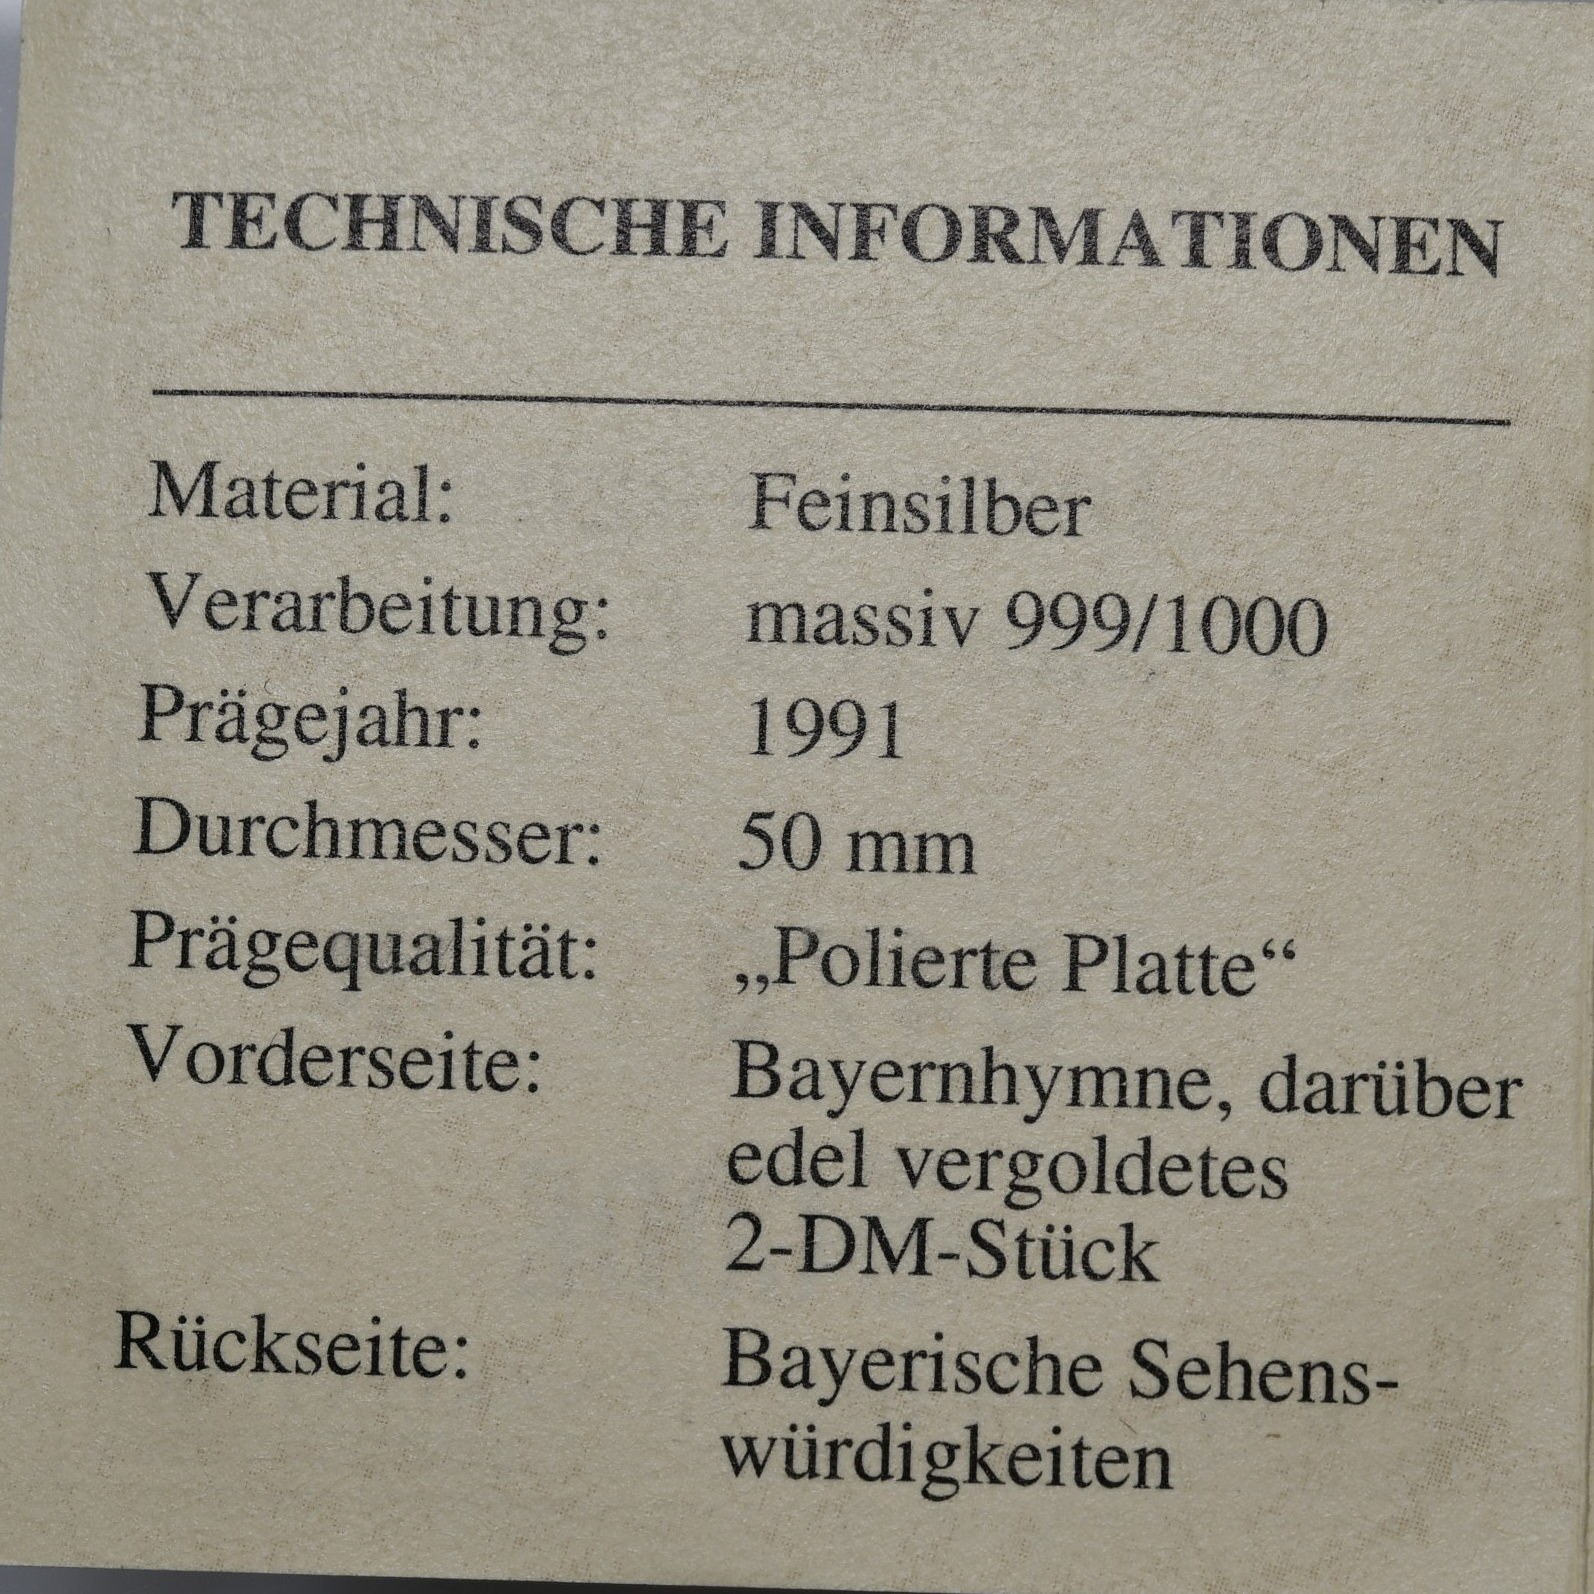 TECHNISCHE INFORMATIONEN
Material: Feinsilber
Verarbeitung: massiv 999/1000
Prägejahr: 1991
Durchmesser: 50 mm
Prägequalität: „Polierte Platte“
Vorderseite: Bayernhymne, darüber
edel vergoldetes
2-DM-Stück
Rückseite: Bayerische Sehens-
würdigkeiten